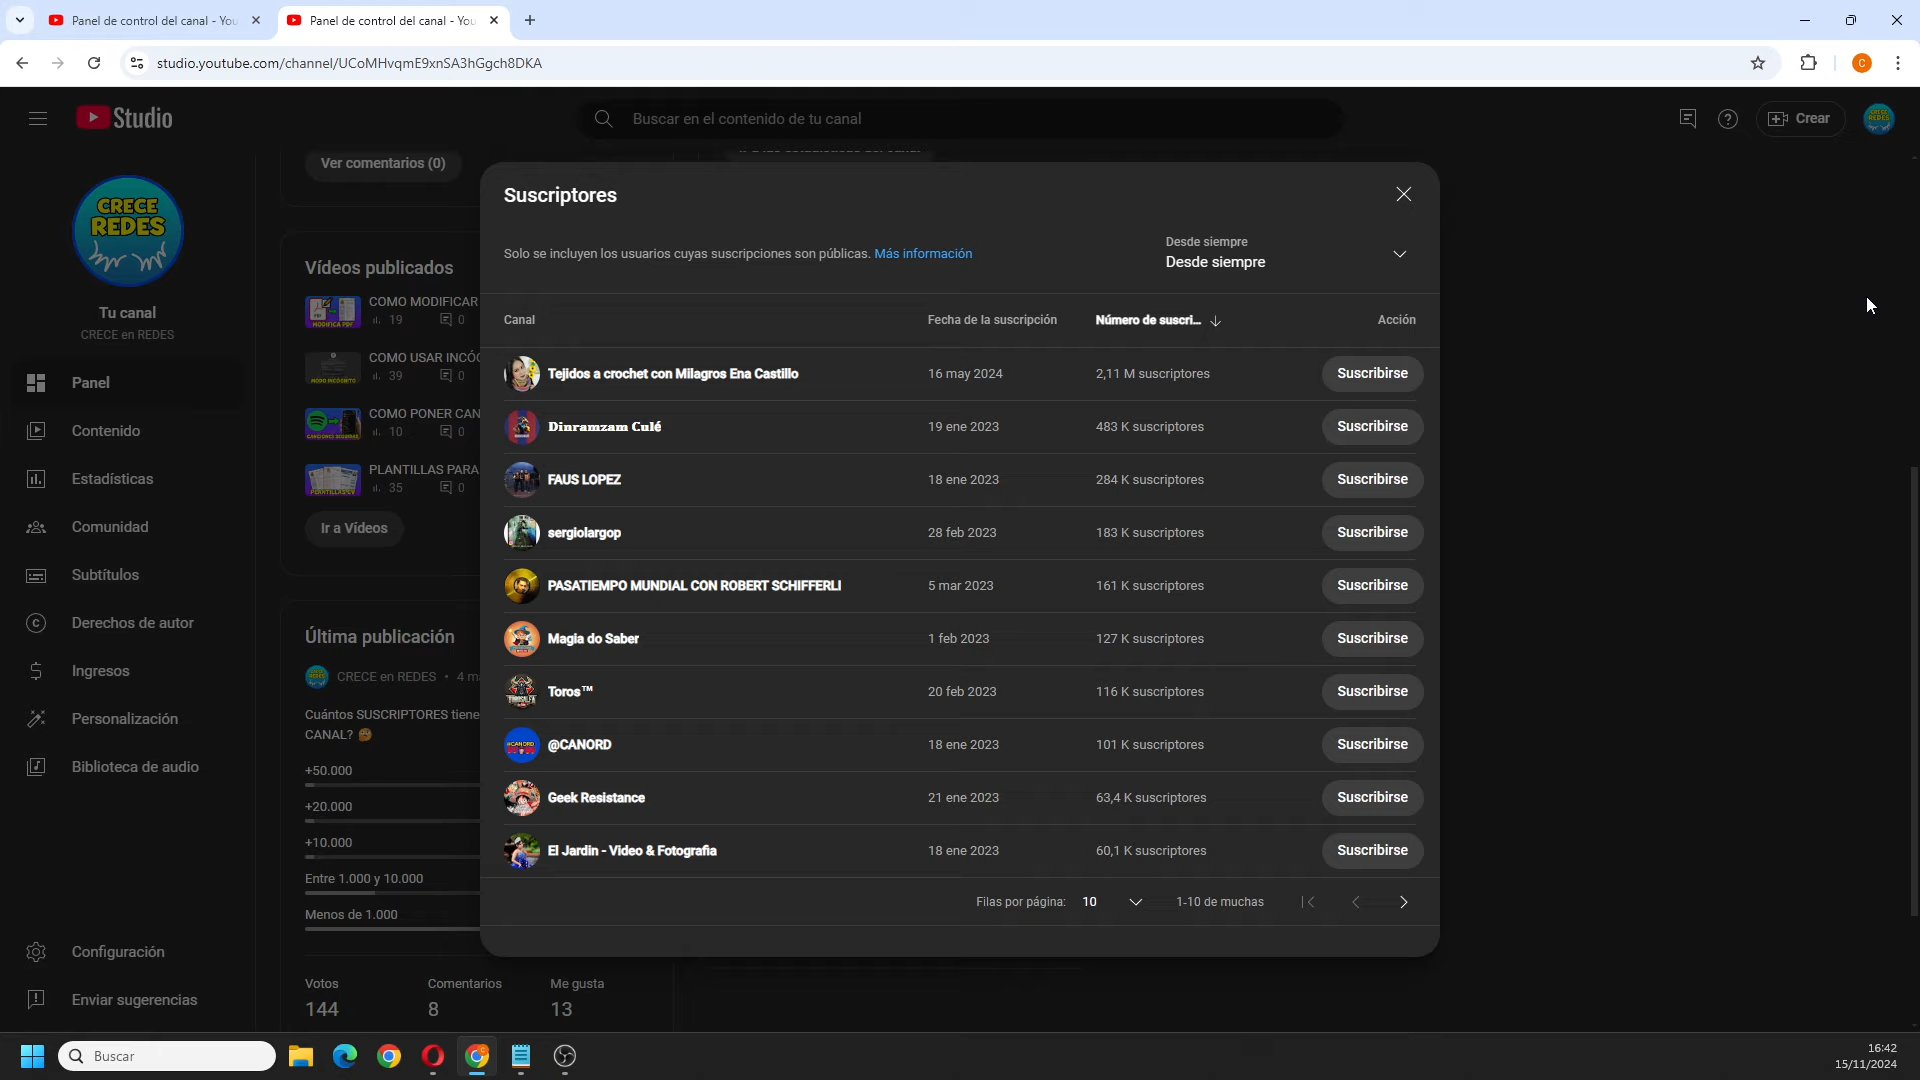 Panel de control del canal - You
Panel de control del canal - You
studio.youtube.com/channel/UCoMHvqmE9xnSA3hGgch8DKA
C
Studio
Buscar en el contenido de tu canal
Crear
CRECE
REDES
Tu canal
CRECE en REDES
Panel
Contenido
Estadísticas
Comunidad
Subtítulos
Derechos de autor
Ingresos
Personalización
Biblioteca de audio
Configuración
Enviar sugerencias
Ver comentarios (0)
Vídeos publicados
COMO MODIFICAR
19
0
COMO USAR INCÓG
39
0
COMO PONER CAN
10
0
PLANTILLAS PARA
35
0
Ir a Vídeos
Última publicación
CRECE en REDES • 4 m
Cuántos SUSCRIPTORES tiene
CANAL?
+50.000
+20.000
+10.000
Entre 1.000 y 10.000
Menos de 1.000
Votos
Comentarios
Me gusta
144
8
13
Suscriptores
Solo se incluyen los usuarios cuyas suscripciones son públicas. Más información
Desde siempre
Desde siempre
Canal
Fecha de la suscripción
Número de suscri...
Acción
Tejidos a crochet con Milagros Ena Castillo
16 may 2024
2,11 M suscriptores
Suscribirse
Dinramzam Culé
19 ene 2023
483 K suscriptores
Suscribirse
FAUS LOPEZ
18 ene 2023
284 K suscriptores
Suscribirse
sergiolargop
28 feb 2023
183 K suscriptores
Suscribirse
PASATIEMPO MUNDIAL CON ROBERT SCHIFFERLI
5 mar 2023
161 K suscriptores
Suscribirse
Magia do Saber
1 feb 2023
127 K suscriptores
Suscribirse
Toros™
20 feb 2023
116 K suscriptores
Suscribirse
@CANORD
18 ene 2023
101 K suscriptores
Suscribirse
Geek Resistance
21 ene 2023
63,4 K suscriptores
Suscribirse
El Jardin - Video & Fotografia
18 ene 2023
60,1 K suscriptores
Suscribirse
Filas por página: 10
1-10 de muchas
Buscar
16:42
15/11/2024